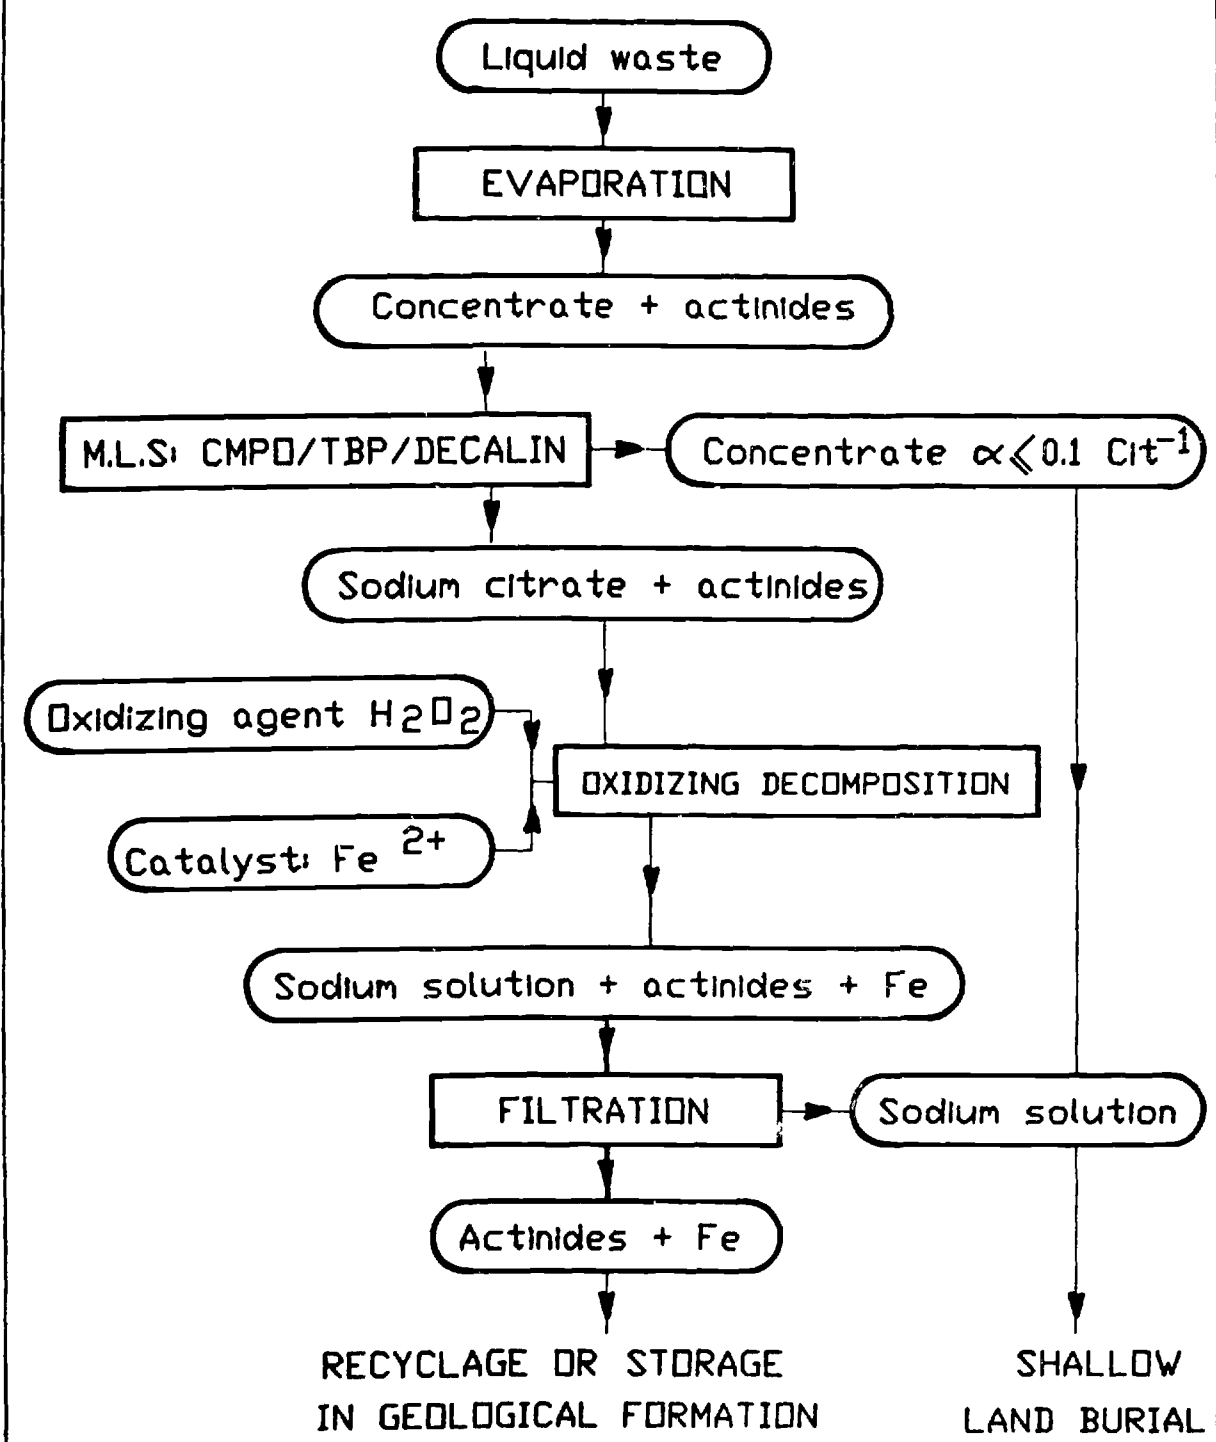 Liquid waste
EVAPORATION
Concentrate + actinides
M.L.S: CMPO/TBP/DECALIN
Concentrate α⩽0.1 Cit⁻¹
Sodium citrate + actinides
Oxidizing agent H₂O₂
OXIDIZING DECOMPOSITION
Catalyst: Fe ²⁺
Sodium solution + actinides + Fe
FILTRATION
Sodium solution
Actinides + Fe
RECYCLAGE OR STORAGE
IN GEOLOGICAL FORMATION
SHALLOW
LAND BURIAL